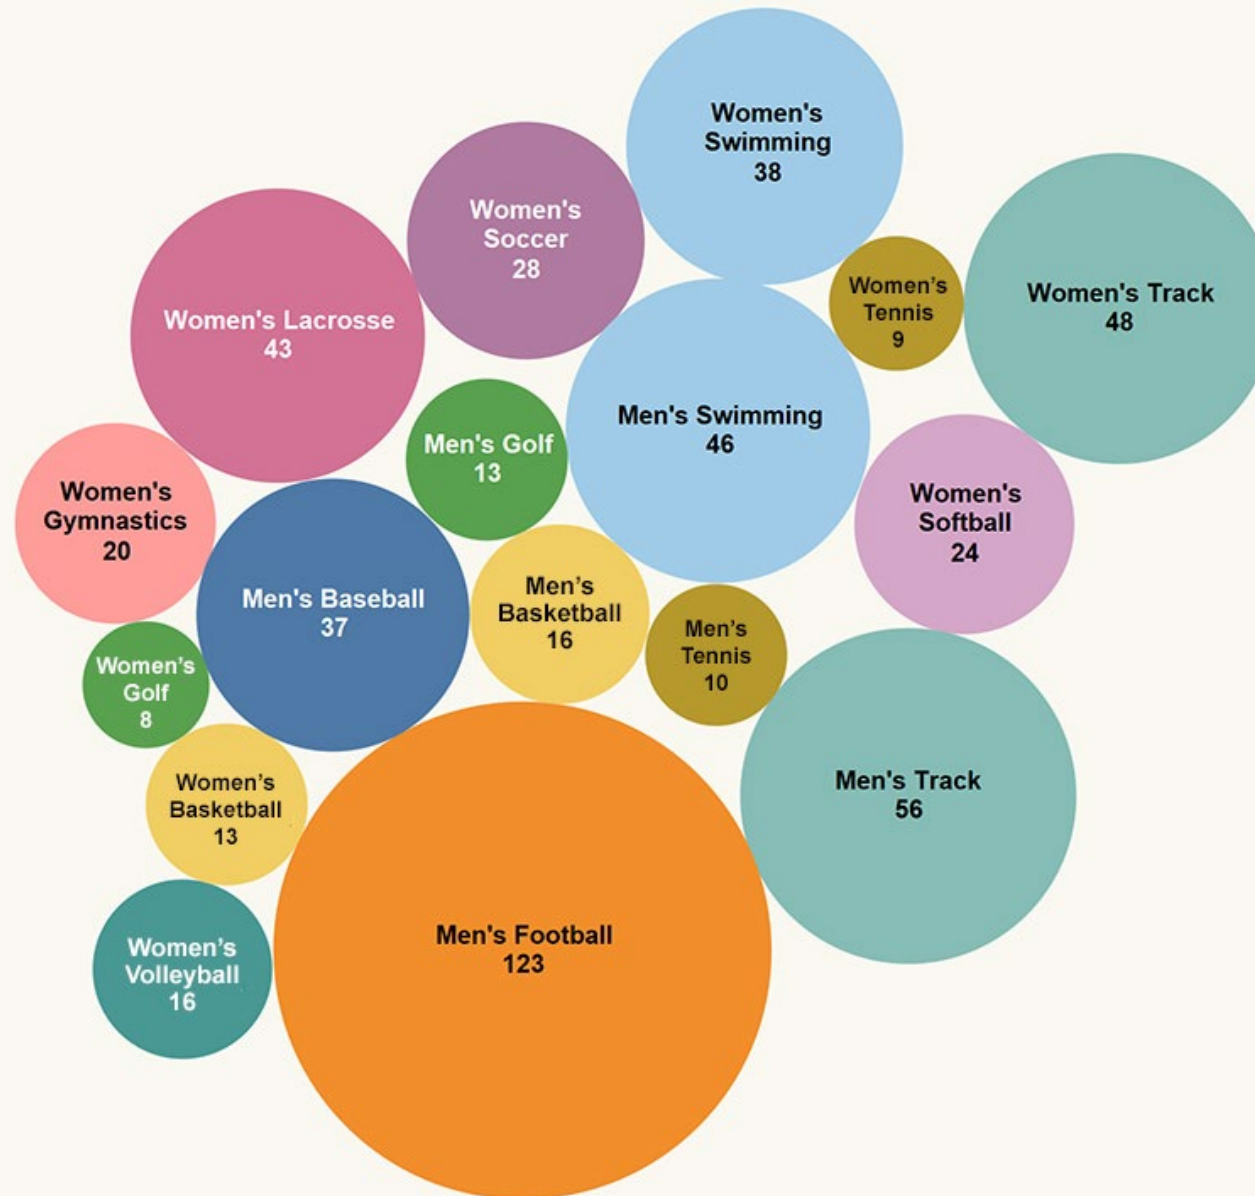 Women's
Swimming
38
Women's
Soccer
28
Women's Track
48
Women’s
Tennis
9
Women's Lacrosse
43
Men's Swimming
46
Men's Golf
13
Women's
Gymnastics
20
Women's
Softball
24
Men's Baseball
37
Men’s
Basketball
16
Men’s
Tennis
10
Women’s
Golf
8
Women’s
Basketball
13
Men's Track
56
Men's Football
123
Women’s
Volleyball
16